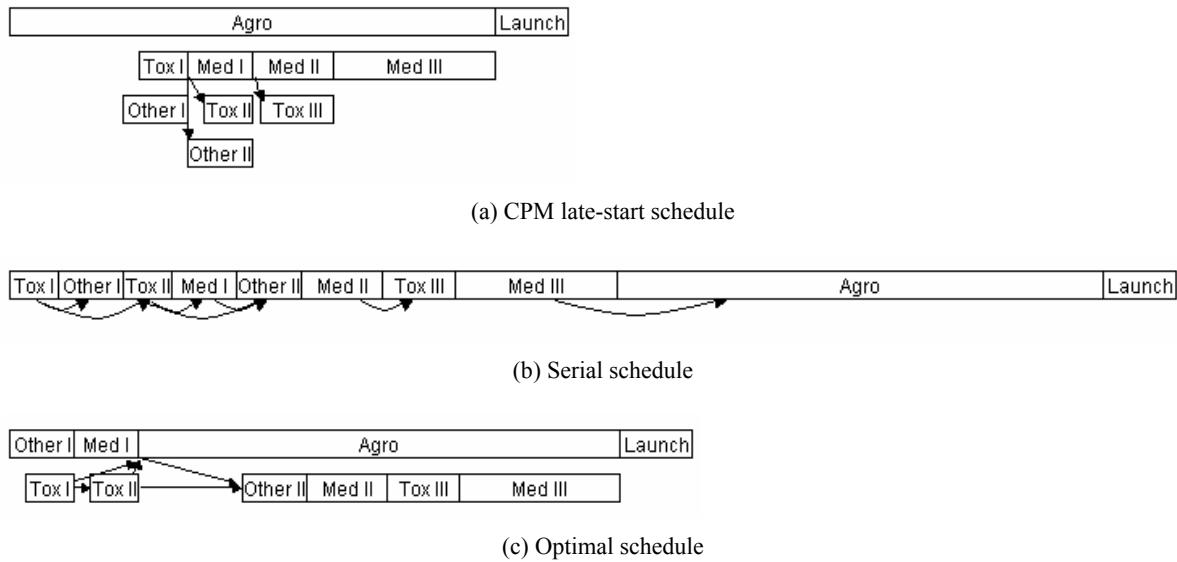 Agro Launch
Tox I Med I Med II Med III
Other I Tox II Tox III
Other II
(a) CPM late-start schedule
Tox I Other I Tox II Med I Other II Med II Tox III Med III Agro Launch
(b) Serial schedule
Other I Med I Agro Launch
Tox I Tox II Other II Med II Tox III Med III
(c) Optimal schedule